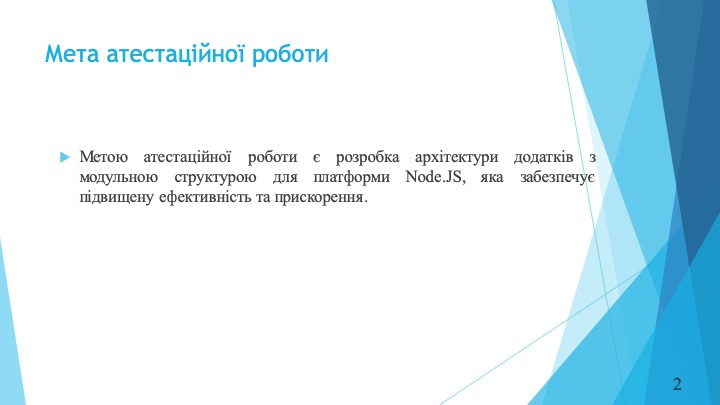 Мета атестаційної роботи
Метою атестаційної роботи є розробка архітектури додатків з
модульною структурою для платформи Node.JS, яка забезпечує
підвищену ефективність та прискорення.
2